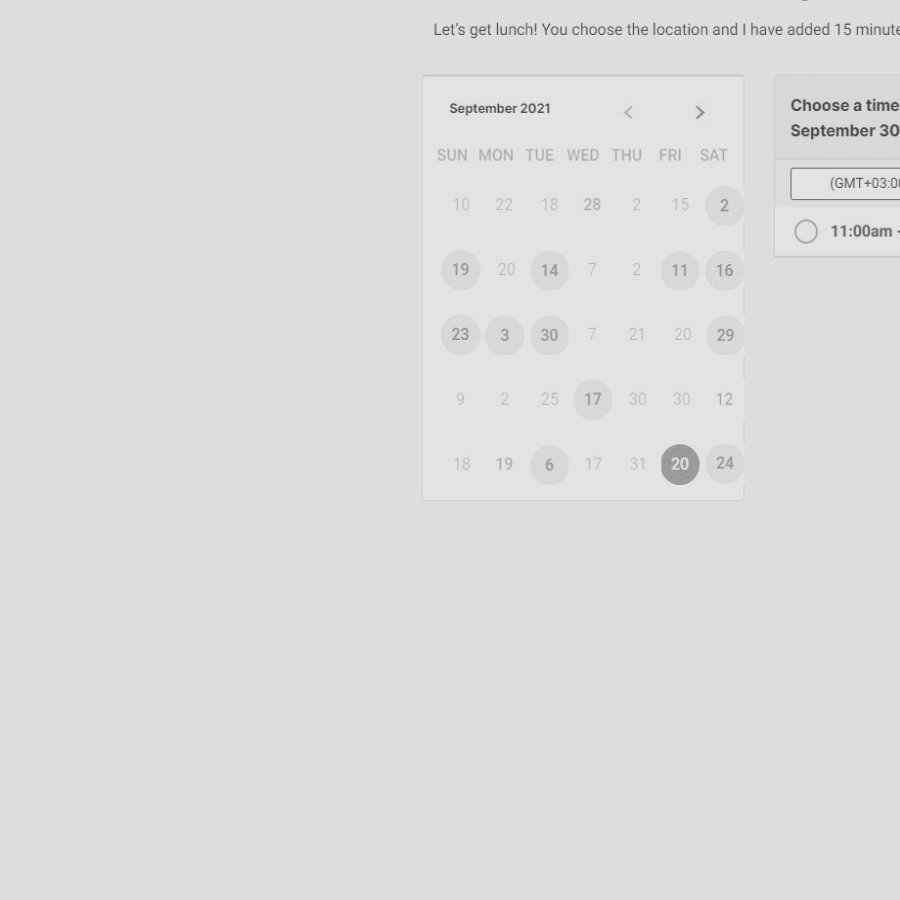 Let's get lunch! You choose the location and I have added 15 minute
September 2021
SUN MON TUE WED THU FRI SAT
10 22 18 28 2 15 2
19 20 14 7 2 11 16
23 3 30 7 21 20 29
9 2 25 17 30 30 12
18 19 6 17 31 20 24
Choose a time
September 30
(GMT+03:00
11:00am -